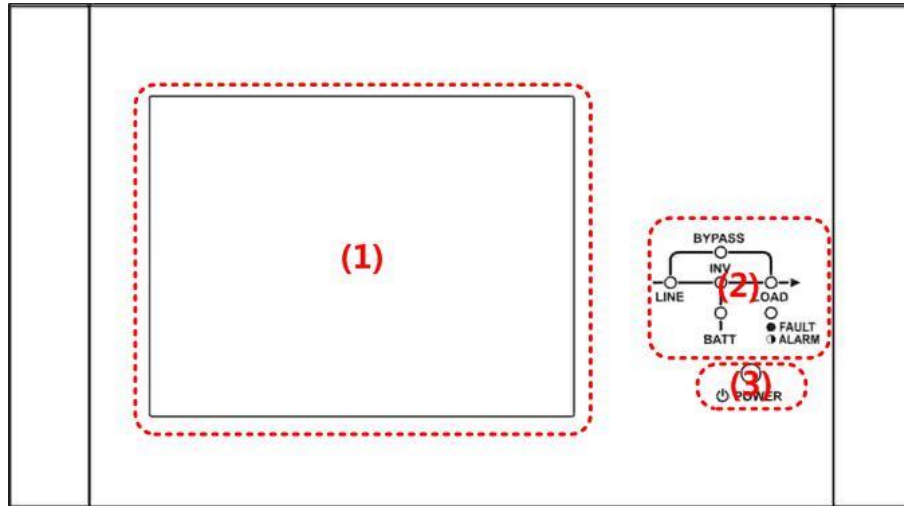 (1)
BYPASS
INV
(2)
LINE
LOAD
BATT
FAULT
ALARM
(3)
POWER